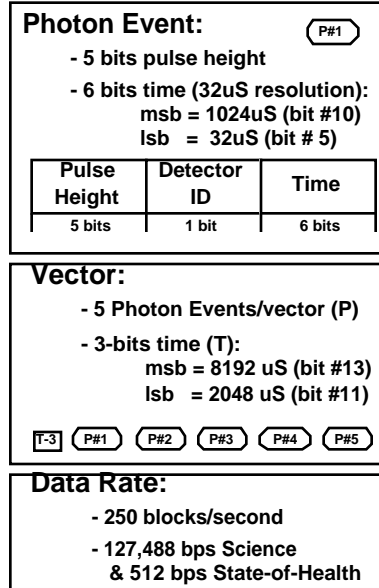 Photon Event:
P#1
- 5 bits pulse height
- 6 bits time (32uS resolution):
msb = 1024uS (bit #10)
lsb = 32uS (bit # 5)
Pulse Height Detector ID Time
5 bits 1 bit 6 bits
Vector:
- 5 Photon Events/vector (P)
- 3-bits time (T):
msb = 8192 uS (bit #13)
lsb = 2048 uS (bit #11)
T-3 P#1 P#2 P#3 P#4 P#5
Data Rate:
- 250 blocks/second
- 127,488 bps Science
& 512 bps State-of-Health